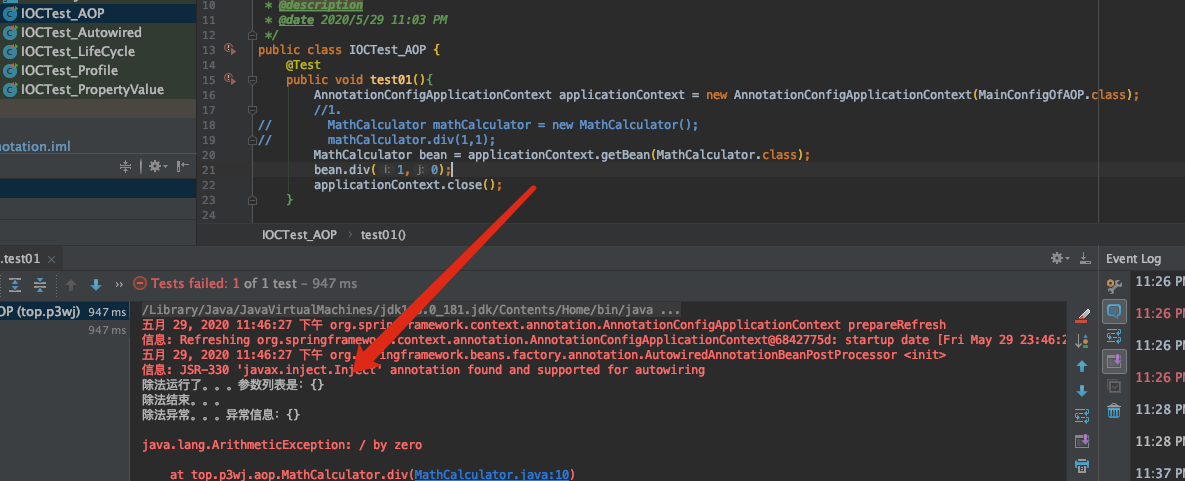 IOCTest_AOP
IOCTest_Autowired
IOCTest_LifeCycle
IOCTest_Profile
IOCTest_PropertyValue
notation.iml
10 * @description
11 * @date 2020/5/29 11:03 PM
12 */
13 public class IOCTest_AOP {
14 @Test
15 public void test01(){
16 AnnotationConfigApplicationContext applicationContext = new AnnotationConfigApplicationContext(MainConfigOfAOP.class);
17 //1.
18 // MathCalculator mathCalculator = new MathCalculator();
19 // mathCalculator.div(1,1);
20 MathCalculator bean = applicationContext.getBean(MathCalculator.class);
21 bean.div( i: 1, j: 0);
22 applicationContext.close();
23 }
24
IOCTest_AOP › test01()
.test01 ×
Event Log
» Tests failed: 1 of 1 test – 947 ms
OP (top.p3wj) 947 ms
947 ms
/Library/Java/JavaVirtualMachines/jdk1.8.0_181.jdk/Contents/Home/bin/java ...
五月 29, 2020 11:46:27 下午 org.springframework.context.annotation.AnnotationConfigApplicationContext prepareRefresh
信息: Refreshing org.springframework.context.annotation.AnnotationConfigApplicationContext@6842775d: startup date [Fri May 29 23:46:2
五月 29, 2020 11:46:27 下午 org.springframework.beans.factory.annotation.AutowiredAnnotationBeanPostProcessor <init>
信息: JSR-330 'javax.inject.Inject' annotation found and supported for autowiring
除法运行了。。。参数列表是：{}
除法结束。。。
除法异常。。。异常信息：{}
java.lang.ArithmeticException: / by zero
at top.p3wj.aop.MathCalculator.div(MathCalculator.java:10)
11:26 P
11:26 P
11:26 P
11:26 P
11:28 P
11:28 P
11:37 P